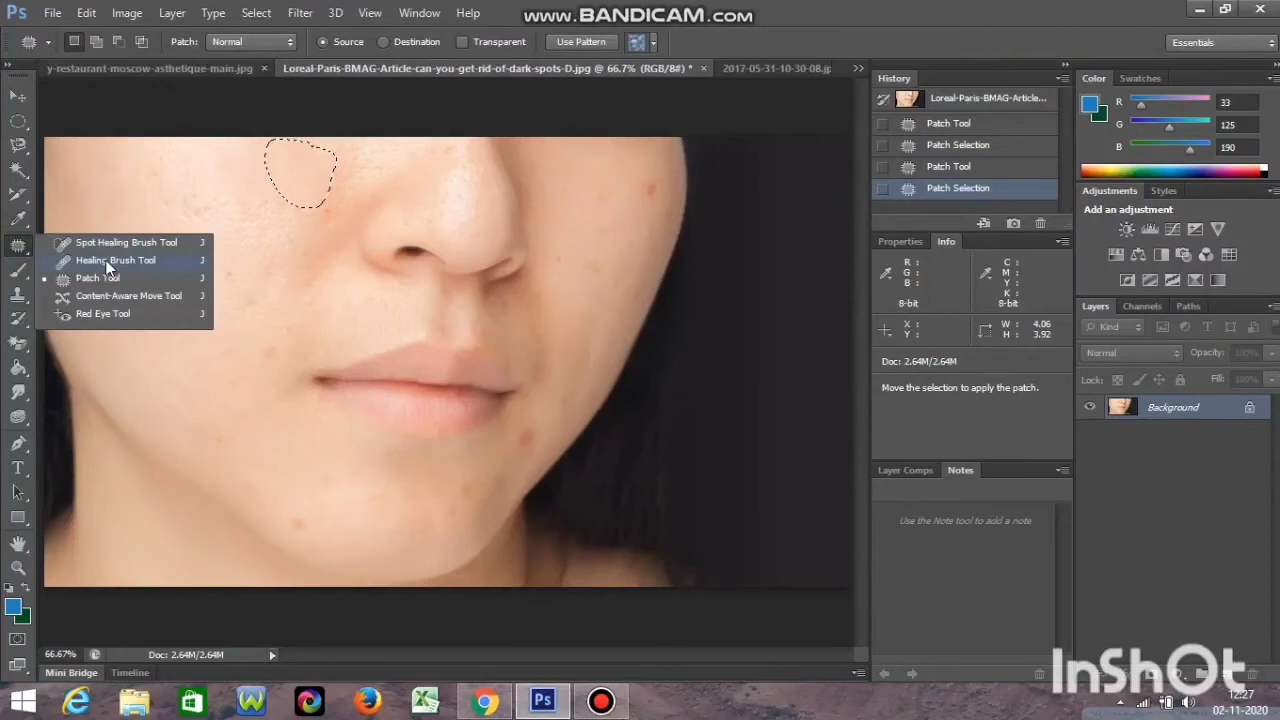 Ps File Edit Image Layer Type Select Filter 3D View Window Help
www.BANDICAM.com
Patch: Normal Source Destination Transparent Use Pattern Essentials
y-restaurant-moscow-asthetique-main.jpg × Loreal-Paris-BMAG-Article-can-you-get-rid-of-dark-spots-D.jpg @ 66.7% (RGB/8#) * × 2017-05-31-10-30-08.jp
History
Loreal-Paris-BMAG-Article...
Patch Tool
Patch Selection
Patch Tool
Patch Selection
Color Swatches
R 33
G 125
B 190
Adjustments Styles
Add an adjustment
Spot Healing Brush Tool J
Healing Brush Tool J
Patch Tool J
Content-Aware Move Tool J
Red Eye Tool J
Properties Info
R: C:
G: M:
B: Y:
K:
8-bit 8-bit
X: W: 4.06
Y: H: 3.92
Doc: 2.64M/2.64M
Move the selection to apply the patch.
Layers Channels Paths
Kind
Normal Opacity: 100%
Lock: Fill: 100%
Background
Layer Comps Notes
Use the Note tool to add a note
66.67% Doc: 2.64M/2.64M
Mini Bridge Timeline
InShOt
12:27
02-11-2020